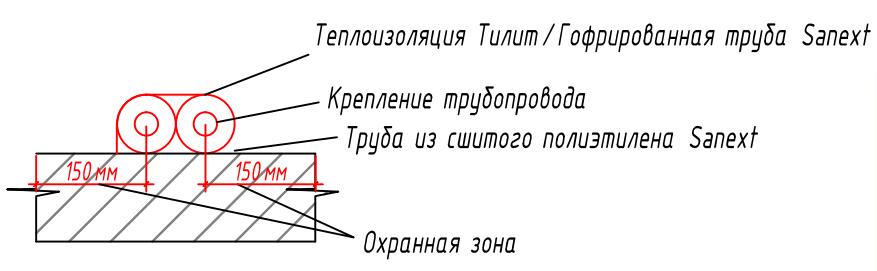 Теплоизоляция Тилит/Гофрированная труба Sanext
Крепление трубопровода
Труба из сшитого полиэтилена Sanext
150 мм 150 мм
Охранная зона